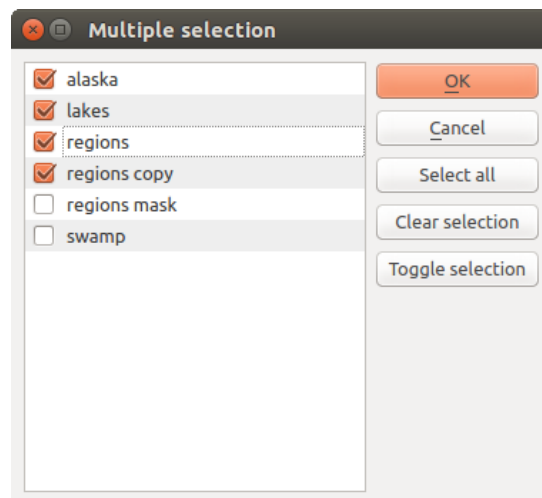 Multiple selection
alaska
lakes
regions
regions copy
regions mask
swamp
OK
Cancel
Select all
Clear selection
Toggle selection